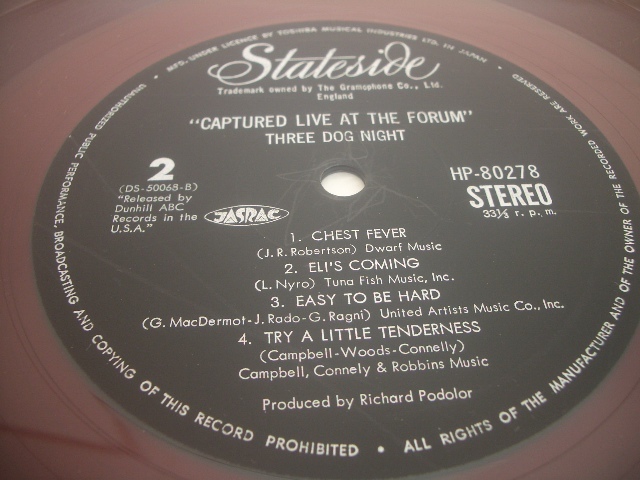 • MFG. UNDER LICENCE BY TOSHIBA MUSICAL INDUSTRIES LTD. IN JAPAN •
Stateside
Trademark owned by The Gramophone Co., Ltd.
England
"CAPTURED LIVE AT THE FORUM"
THREE DOG NIGHT
2
(DS-50068-B)
"Released by
Dunhill ABC
Records in the
U.S.A."
JASRAC
HP-80278
STEREO
33⅓ r. p. m.
1. CHEST FEVER
(J. R. Robertson) Dwarf Music
2. ELI'S COMING
(L. Nyro) Tuna Fish Music, Inc.
3. EASY TO BE HARD
(G. MacDermot-J. Rado-G. Ragni) United Artists Music Co., Inc.
4. TRY A LITTLE TENDERNESS
(Campbell-Woods-Connelly)
Campbell, Connely & Robbins Music
Produced by Richard Podolor
UNAUTHORIZED PUBLIC PERFORMANCE, BROADCASTING AND COPYING OF THIS RECORD PROHIBITED • ALL RIGHTS OF THE MANUFACTURER AND OF THE OWNER OF THE RECORDED WORK ARE RESERVED